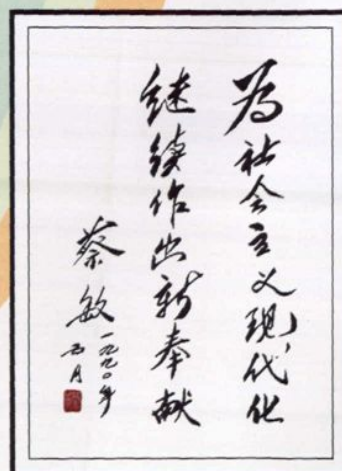 为社会主义现代化
继续作出新奉献
蔡敏
一九九〇年
五月